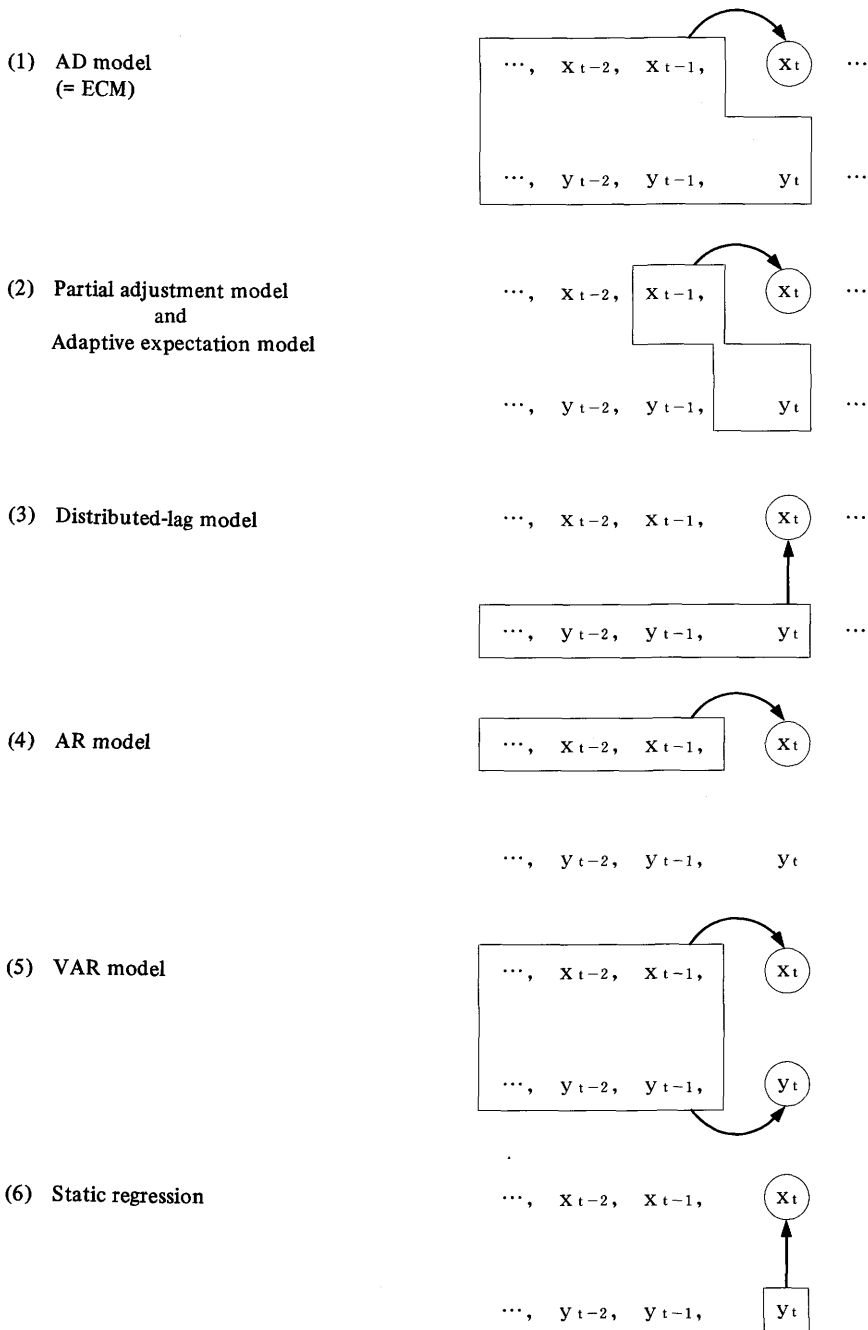 (1) AD model
(= ECM)
…, x t−2, x t−1, x t …
…, y t−2, y t−1, y t …
(2) Partial adjustment model
and
Adaptive expectation model
…, x t−2, x t−1, x t …
…, y t−2, y t−1, y t …
(3) Distributed-lag model
…, x t−2, x t−1, x t …
…, y t−2, y t−1, y t …
(4) AR model
…, x t−2, x t−1, x t
…, y t−2, y t−1, y t
(5) VAR model
…, x t−2, x t−1, x t
…, y t−2, y t−1, y t
(6) Static regression
…, x t−2, x t−1, x t
…, y t−2, y t−1, y t